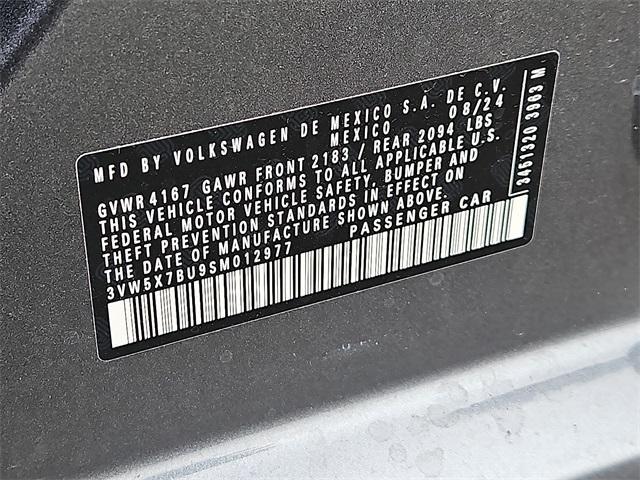 MFD BY VOLKSWAGEN DE MEXICO S.A. DE C.V.
MEXICO 08/24
GVWR 4167 GAWR FRONT 2183 / REAR 2094 LBS
THIS VEHICLE CONFORMS TO ALL APPLICABLE U.S.
FEDERAL MOTOR VEHICLE SAFETY, BUMPER AND
THEFT PREVENTION STANDARDS IN EFFECT ON
THE DATE OF MANUFACTURE SHOWN ABOVE.
3VW5X7BU9SM012977 PASSENGER CAR
3461320 3903 M